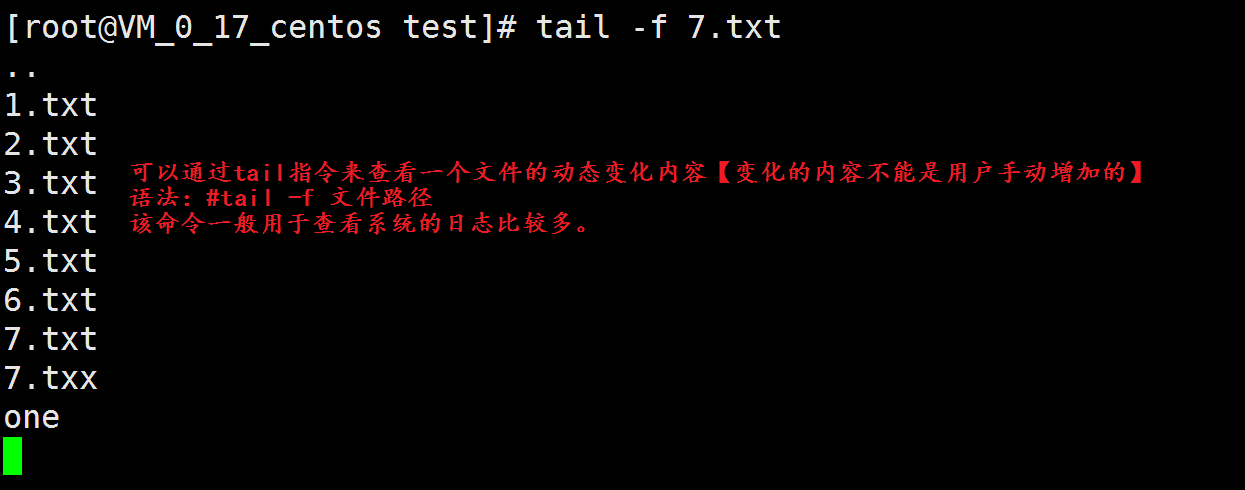 [root@VM_0_17_centos test]# tail -f 7.txt
..
1.txt
2.txt
3.txt
4.txt
5.txt
6.txt
7.txt
7.txx
one
可以通过tail指令来查看一个文件的动态变化内容【变化的内容不能是用户手动增加的】
语法：#tail -f 文件路径
该命令一般用于查看系统的日志比较多。